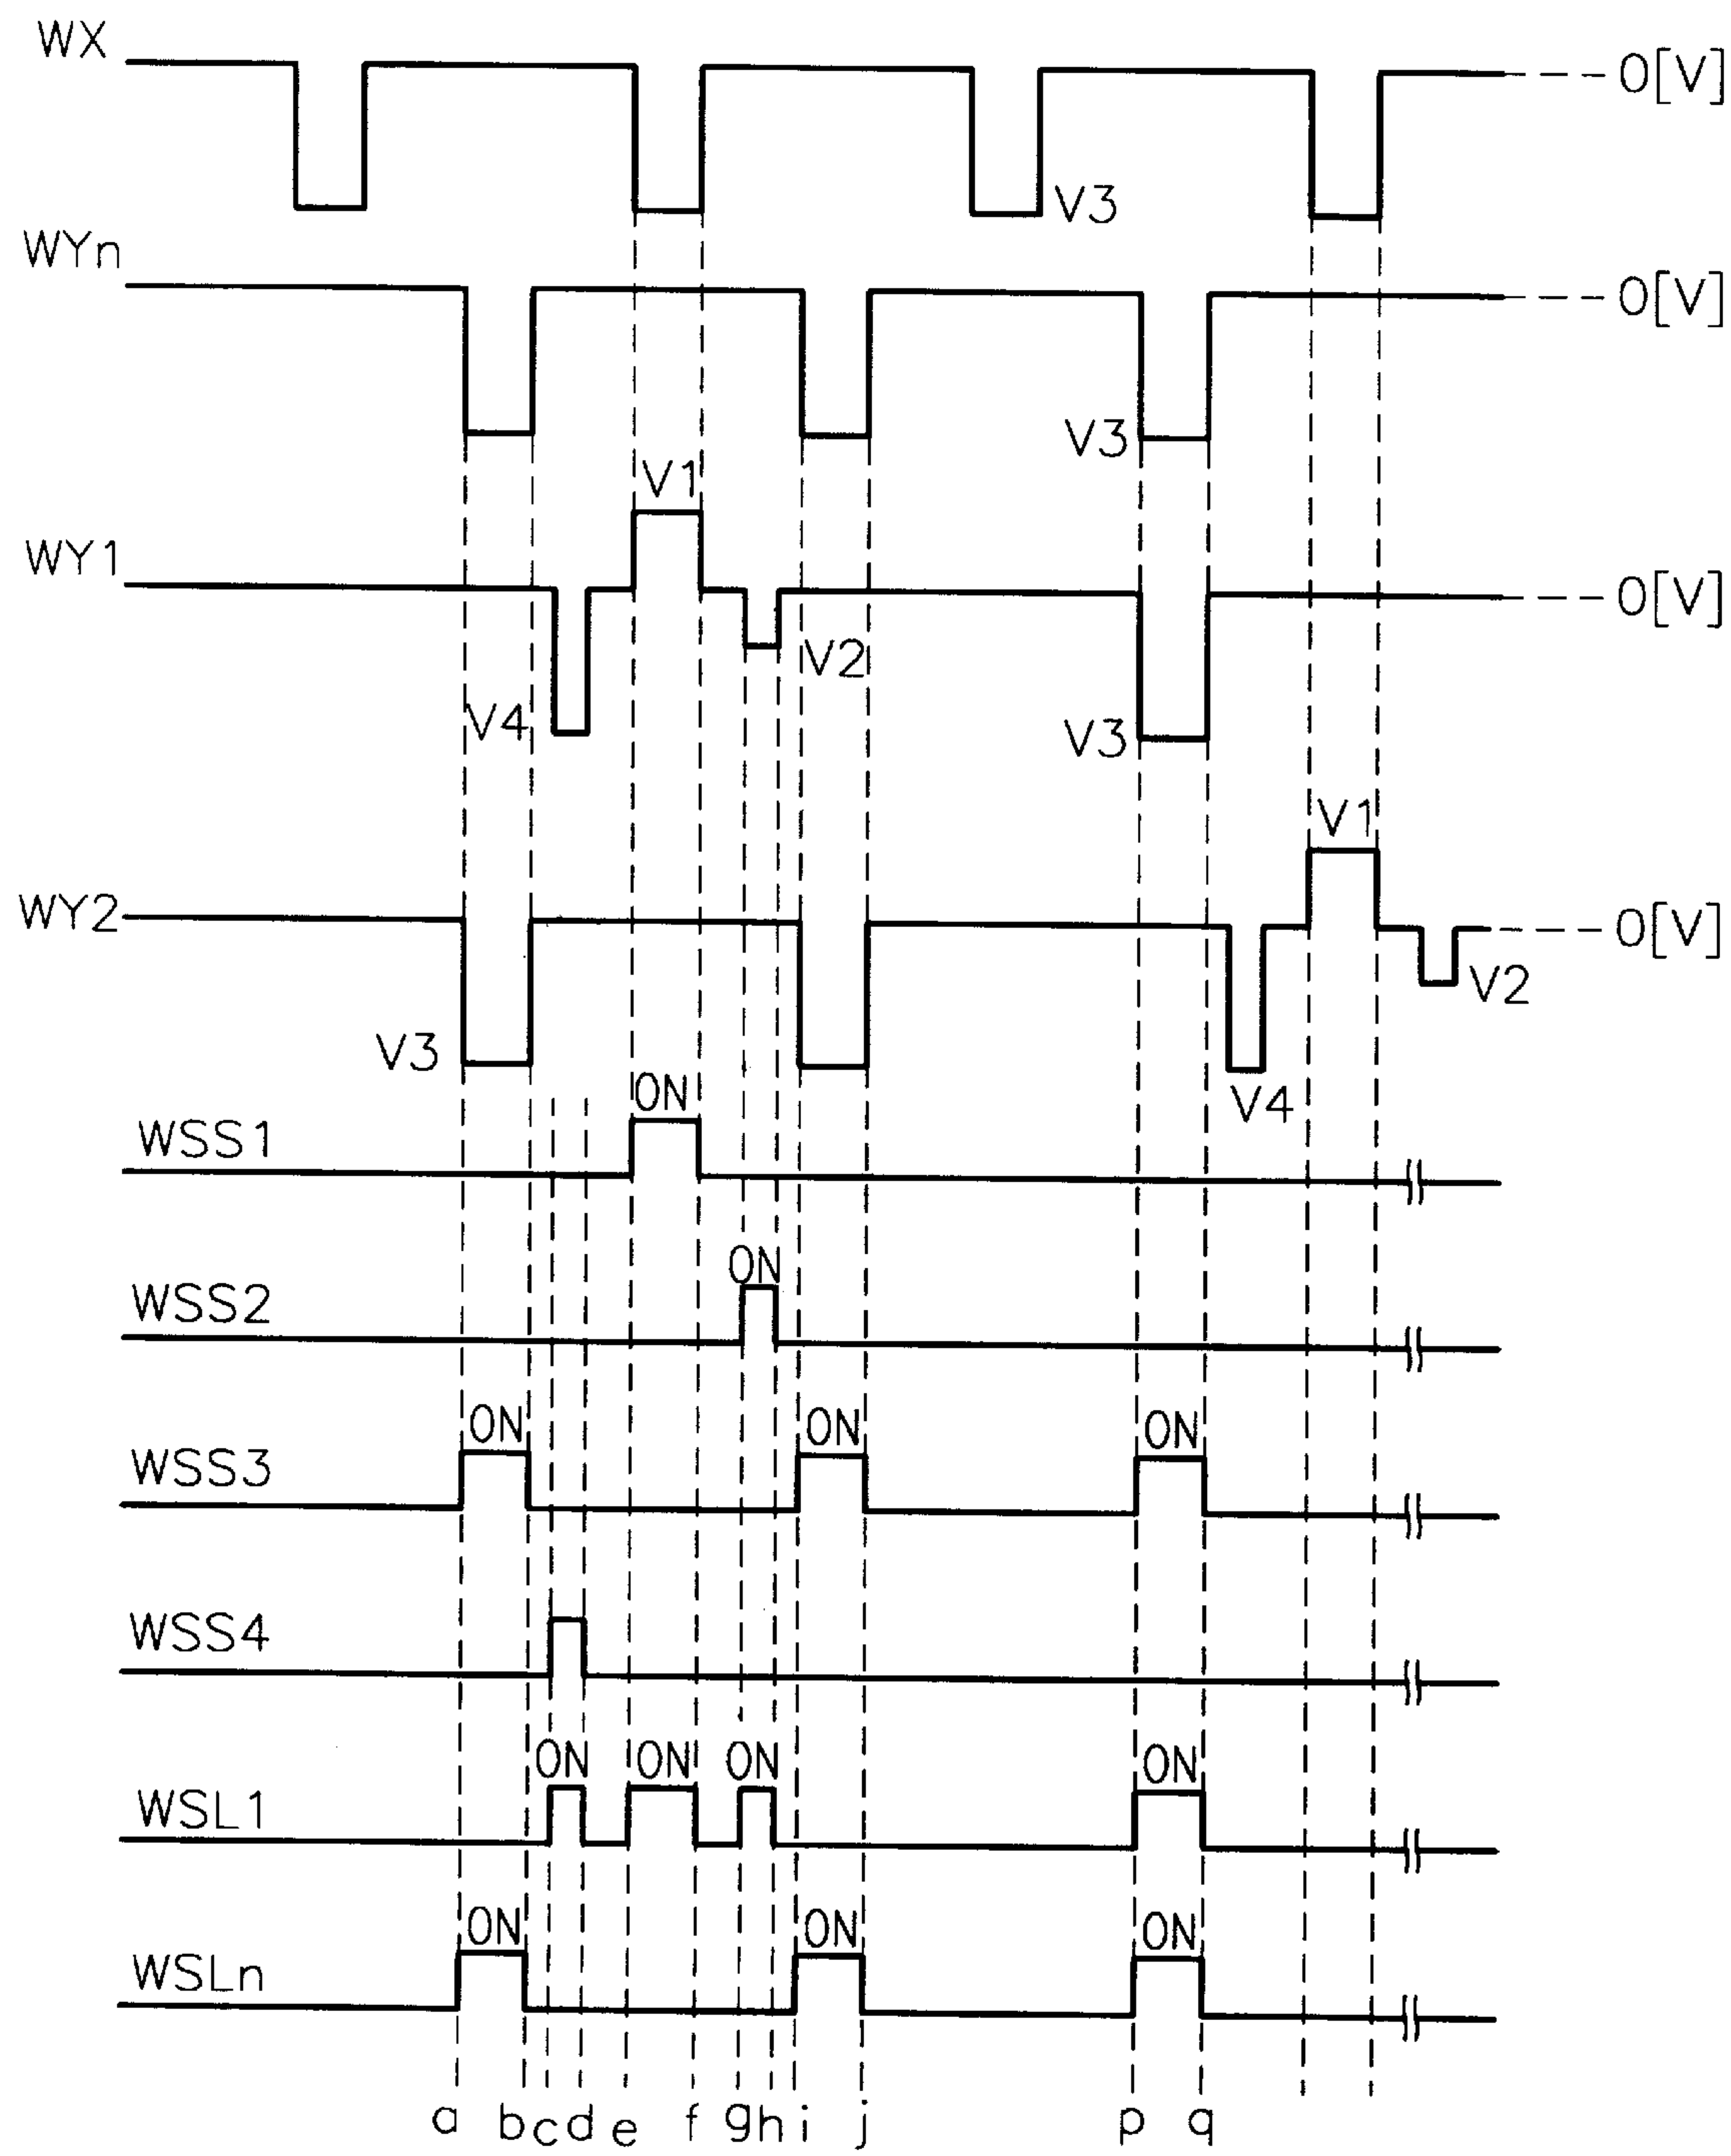 WX
0[V]
V3
WYn
0[V]
V3
V1
WY1
0[V]
V2
V4
V3
V1
WY2
0[V]
V2
V3
V4
ON
WSS1
ON
WSS2
ON ON ON
WSS3
WSS4
ON ON ON ON
WSL1
ON ON ON
WSLn
a b c d e f g h i j p q